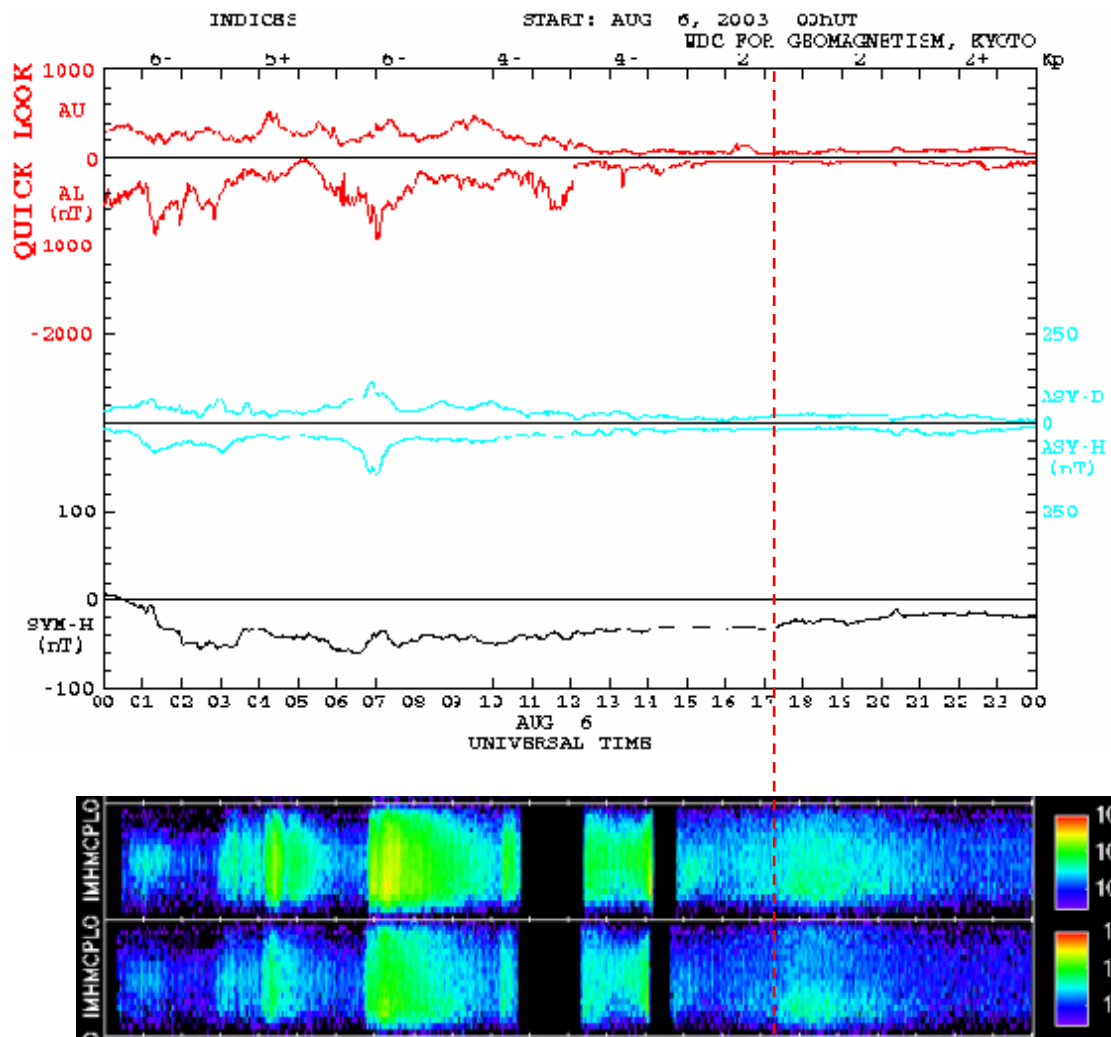 INDICES START: AUG 6, 2003 00hUT
WDC FOR GEOMAGNETISM, KYOTO
6- 5+ 6- 4- 4- 2 2 2+ Kp
1000
AU
0
AL
(nT)
1000
-2000
QUICK LOOK
250
ASY-D
0
ASY-H
(nT)
100
0
SYM-H
(nT)
-100
00 01 02 03 04 05 06 07 08 09 10 11 12 13 14 15 16 17 18 19 20 21 22 23 00
AUG 6
UNIVERSAL TIME
IMHMCPLO
10
10
10
IMHMCPLO